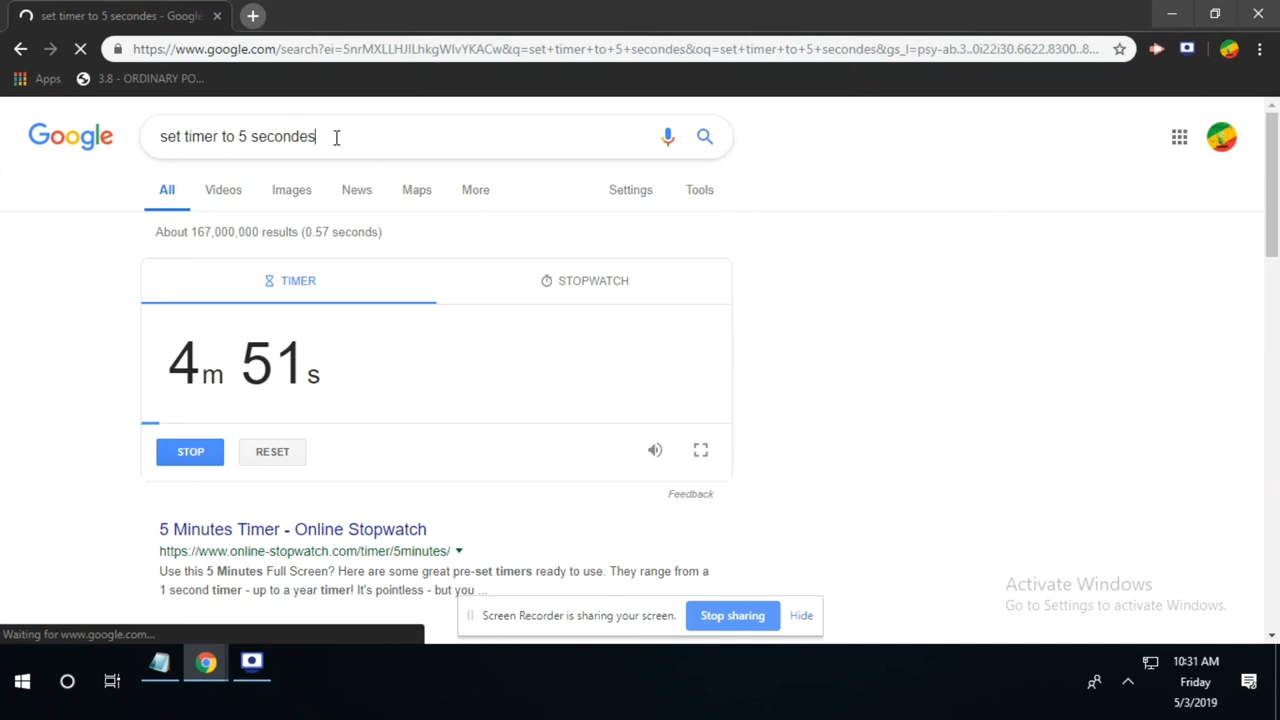 set timer to 5 secondes - Google
https://www.google.com/search?ei=5nrMXLLHJILhkgWIvYKACw&q=set+timer+to+5+secondes&oq=set+timer+to+5+secondes&gs_l=psy-ab.3..0i22i30.6622.8300..8...
Apps
3.8 - ORDINARY PO...
Google
set timer to 5 secondes
All
Videos
Images
News
Maps
More
Settings
Tools
About 167,000,000 results (0.57 seconds)
TIMER
STOPWATCH
4m 51s
STOP
RESET
Feedback
5 Minutes Timer - Online Stopwatch
https://www.online-stopwatch.com/timer/5minutes/
Use this 5 Minutes Full Screen? Here are some great pre-set timers ready to use. They range from a
1 second timer - up to a year timer! It's pointless - but you ...
Activate Windows
Go to Settings to activate Windows.
Screen Recorder is sharing your screen.
Stop sharing
Hide
Waiting for www.google.com...
10:31 AM
Friday
5/3/2019